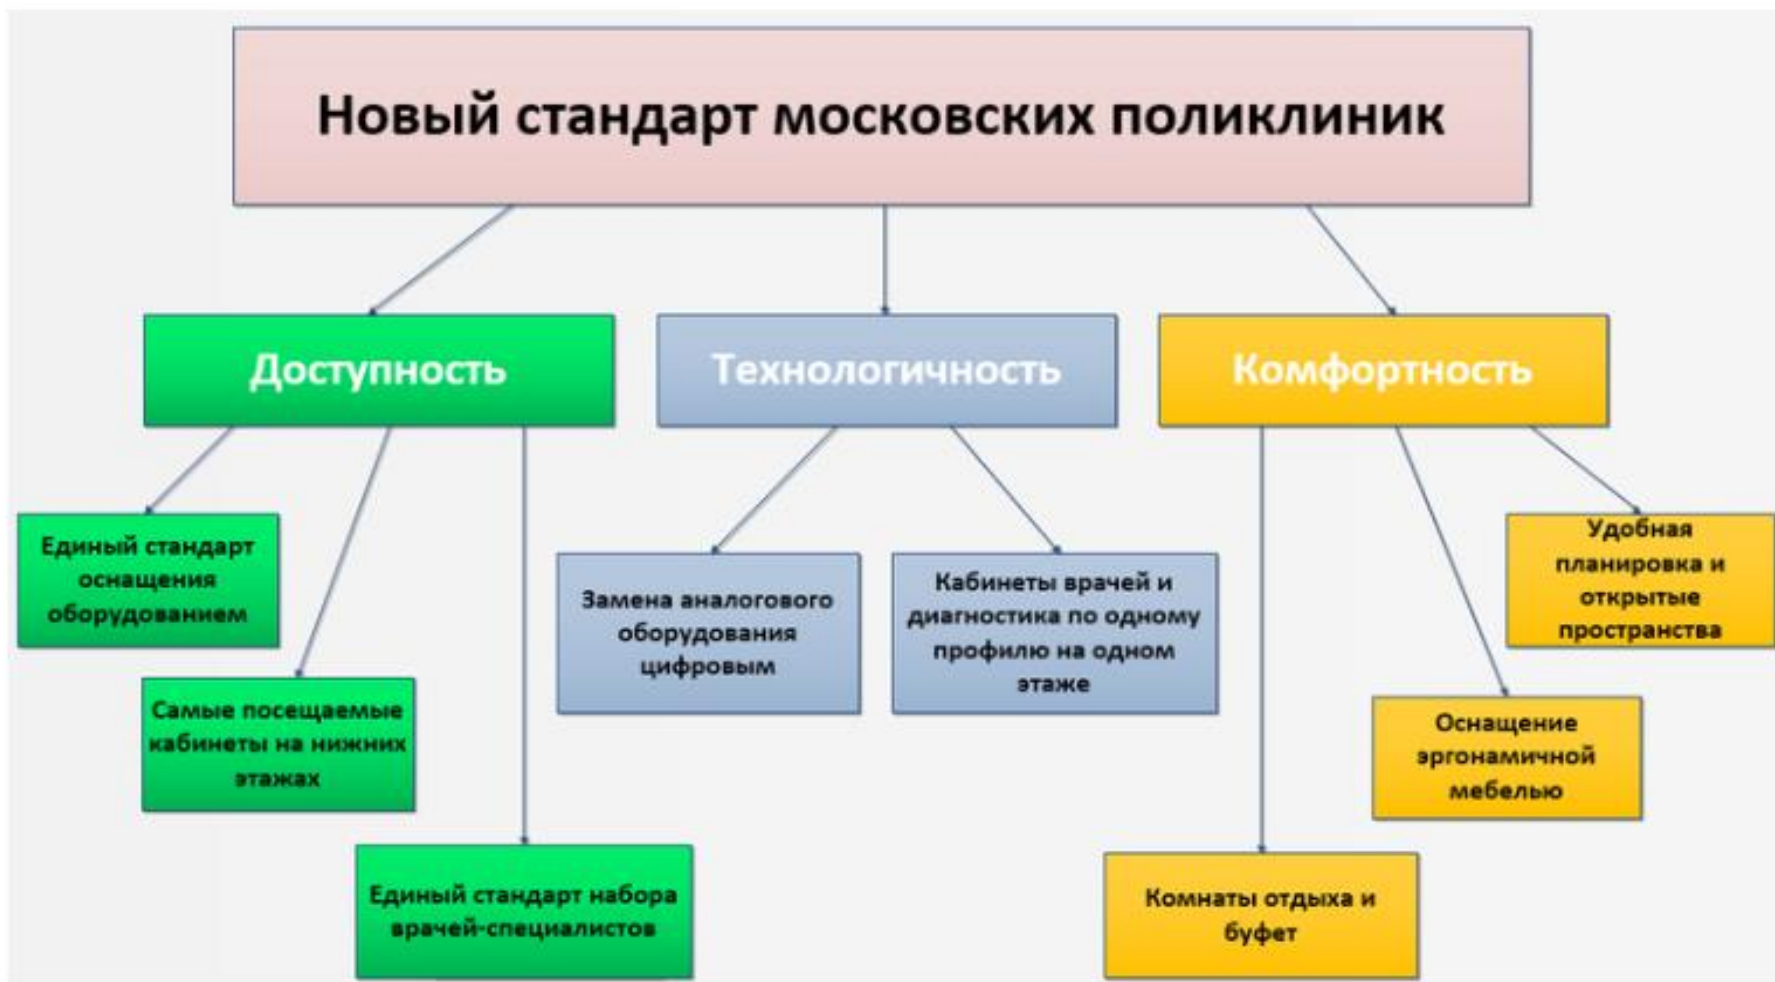 Новый стандарт московских поликлиник
Доступность
Технологичность
Комфортность
Единый стандарт
оснащения
оборудованием
Самые посещаемые
кабинеты на нижних
этажах
Единый стандарт набора
врачей-специалистов
Замена аналогового
оборудования
цифровым
Кабинеты врачей и
диагностика по одному
профилю на одном
этаже
Комнаты отдыха и
буфет
Оснащение
эргонамичной
мебелью
Удобная
планировка и
открытые
пространства